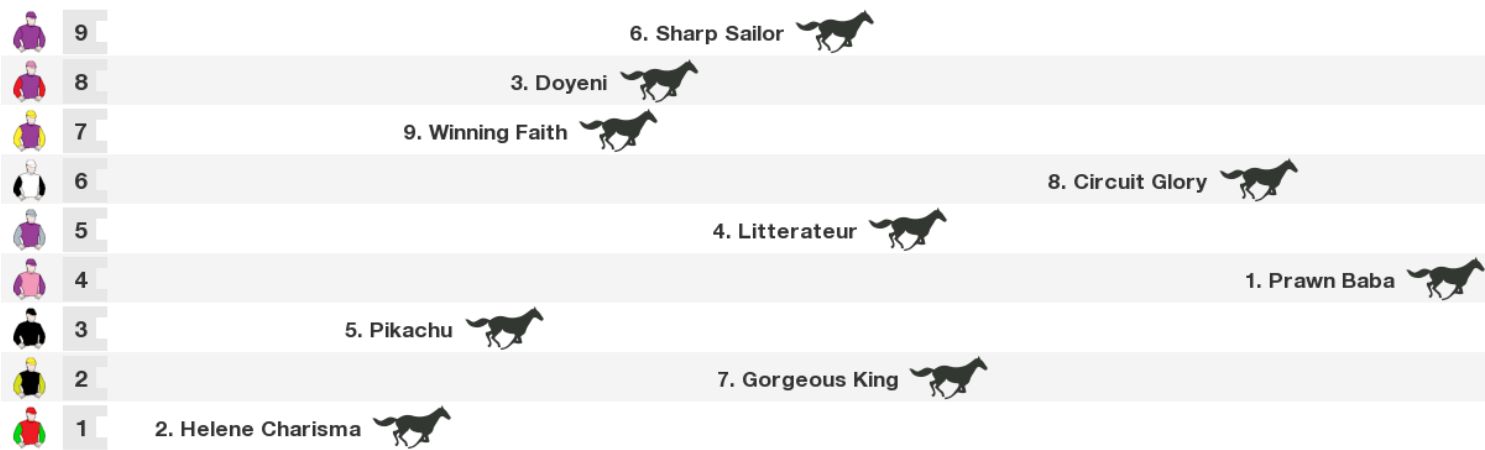 9 6. Sharp Sailor
8 3. Doyeni
7 9. Winning Faith
6 8. Circuit Glory
5 4. Litterateur
4 1. Prawn Baba
3 5. Pikachu
2 7. Gorgeous King
1 2. Helene Charisma